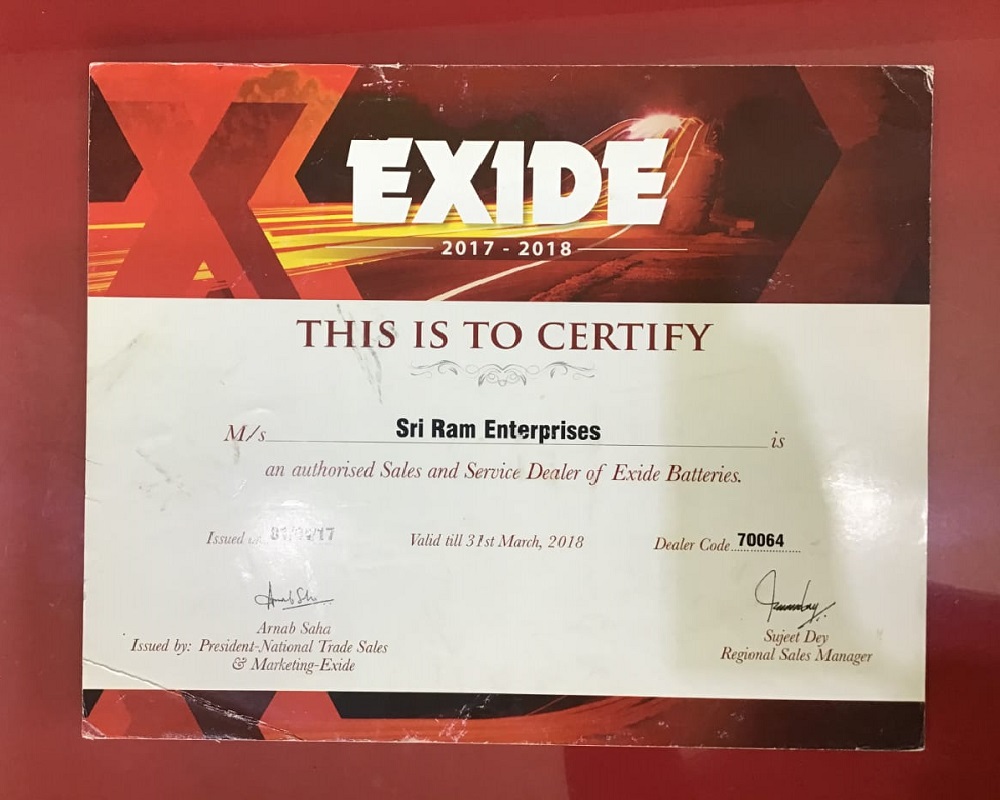 EXIDE
2017 - 2018
THIS IS TO CERTIFY
M/s Sri Ram Enterprises is
an authorised Sales and Service Dealer of Exide Batteries.
Issued Valid till 31st March, 2018 Dealer Code 70064
Arnab Saha
Issued by: President-National Trade Sales
& Marketing-Exide
Sujeet Dey
Regional Sales Manager